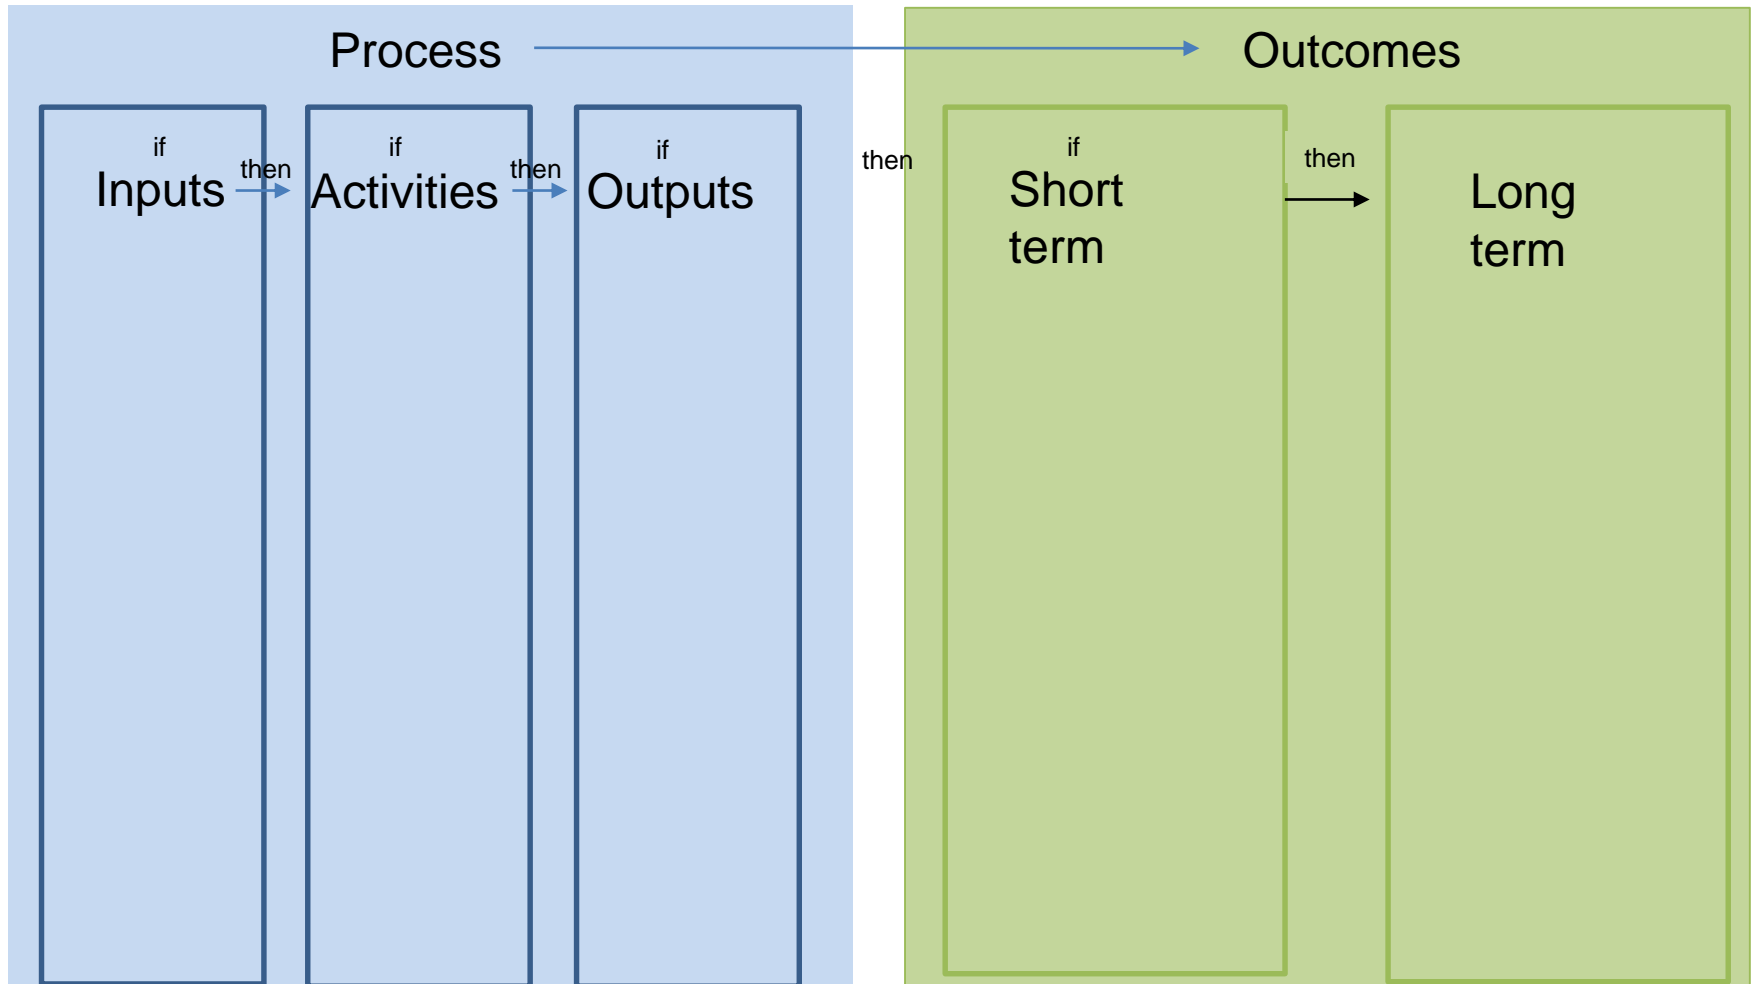 Process
Outcomes
if
then
if
then
if
then
if
then
Inputs
Activities
Outputs
Short
term
Long
term